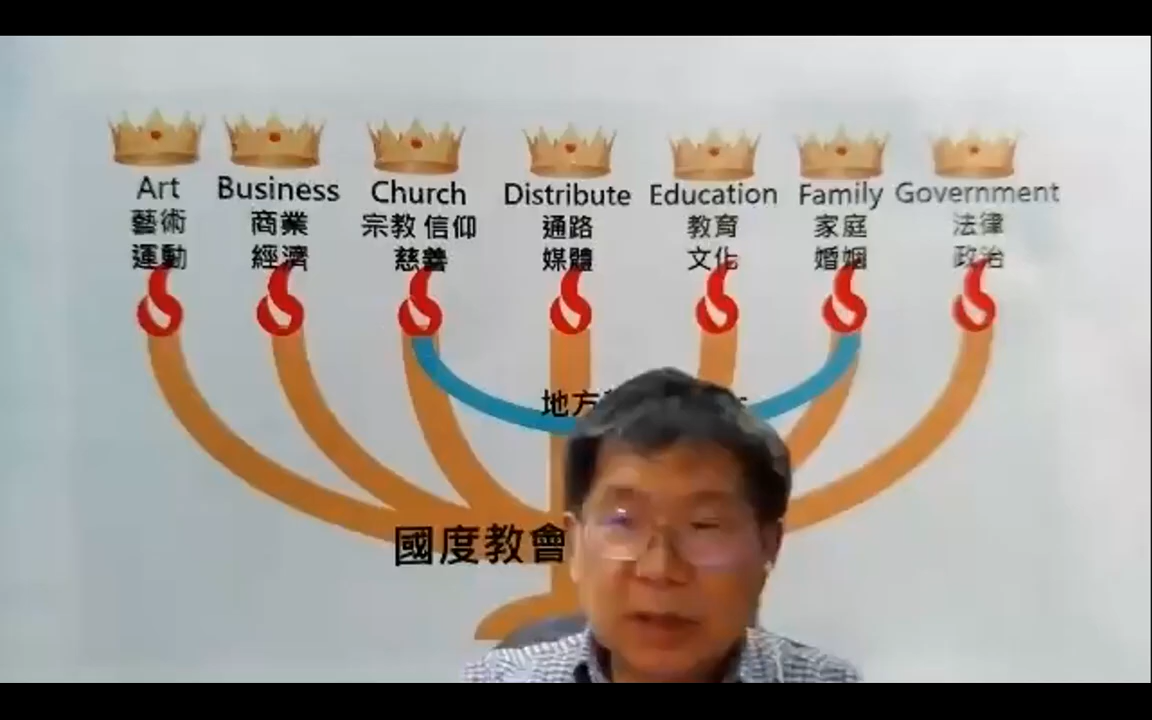 Art Business Church Distribute Education Family Government
藝術 商業 宗教 信仰 通路 教育 家庭 法律
運動 經濟 慈善 媒體 文化 婚姻 政治
地方
國度教會